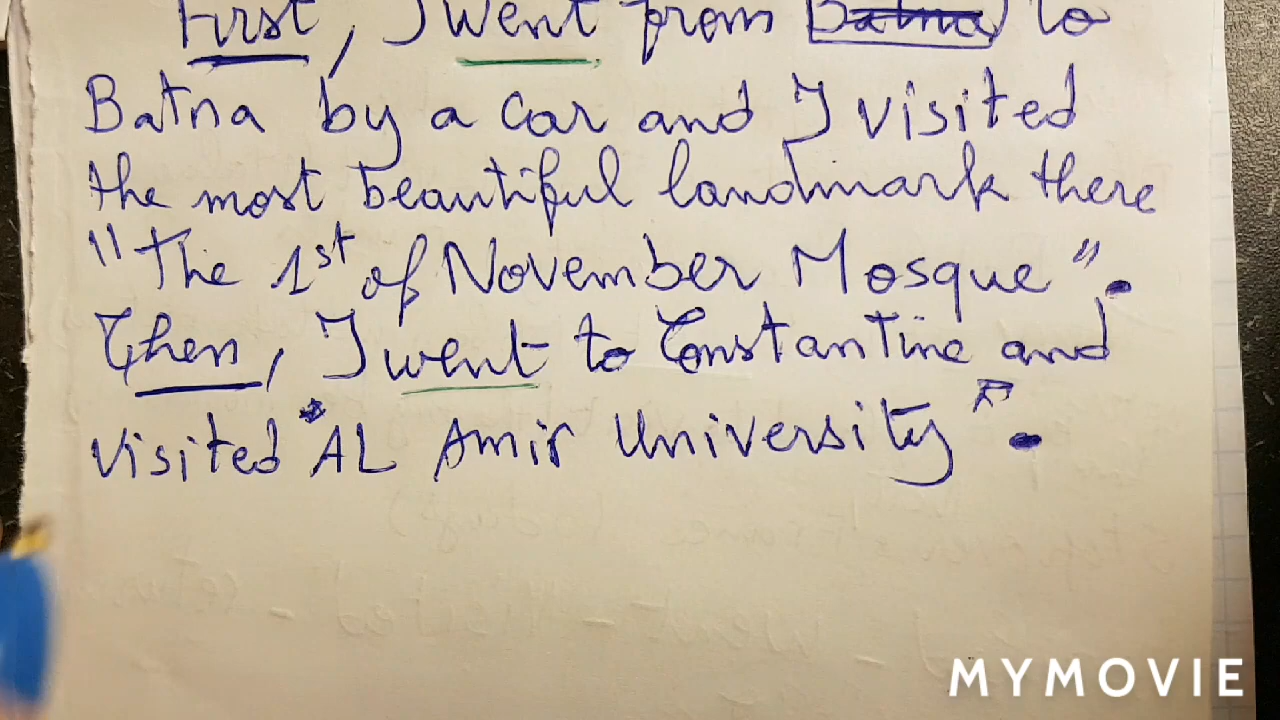 First, I went from Batna to
Batna by a car and I visited
the most beautiful landmark there
"The 1st of November Mosque".
Then, I went to Constantine and
visited "AL Amir University".
MYMOVIE